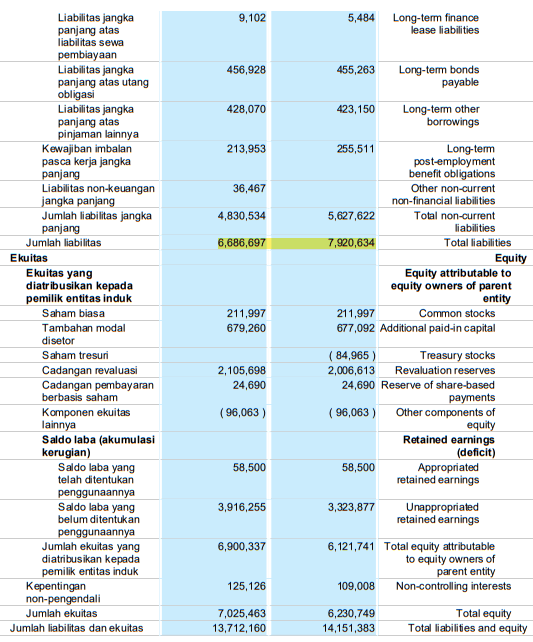 Liabilitas jangka 9,102 5,484 Long-term finance
panjang atas lease liabilities
liabilitas sewa
pembiayaan
Liabilitas jangka 456,928 455,263 Long-term bonds
panjang atas utang payable
obligasi
Liabilitas jangka 428,070 423,150 Long-term other
panjang atas borrowings
pinjaman lainnya
Kewajiban imbalan 213,953 255,511 Long-term
pasca kerja jangka post-employment
panjang benefit obligations
Liabilitas non-keuangan 36,467 Other non-current
jangka panjang non-financial liabilities
Jumlah liabilitas jangka 4,830,534 5,627,622 Total non-current
panjang liabilities
Jumlah liabilitas 6,686,697 7,920,634 Total liabilities
Ekuitas Equity
Ekuitas yang Equity attributable to
diatribusikan kepada equity owners of parent
pemilik entitas induk entity
Saham biasa 211,997 211,997 Common stocks
Tambahan modal 679,260 677,092 Additional paid-in capital
disetor
Saham tresuri ( 84,965 ) Treasury stocks
Cadangan revaluasi 2,105,698 2,006,613 Revaluation reserves
Cadangan pembayaran 24,690 24,690 Reserve of share-based
berbasis saham payments
Komponen ekuitas ( 96,063 ) ( 96,063 ) Other components of
lainnya equity
Saldo laba (akumulasi Retained earnings
kerugian) (deficit)
Saldo laba yang 58,500 58,500 Appropriated
telah ditentukan retained earnings
penggunaannya
Saldo laba yang 3,916,255 3,323,877 Unappropriated
belum ditentukan retained earnings
penggunaannya
Jumlah ekuitas yang 6,900,337 6,121,741 Total equity attributable
diatribusikan kepada to equity owners of
pemilik entitas induk parent entity
Kepentingan 125,126 109,008 Non-controlling interests
non-pengendali
Jumlah ekuitas 7,025,463 6,230,749 Total equity
Jumlah liabilitas dan ekuitas 13,712,160 14,151,383 Total liabilities and equity